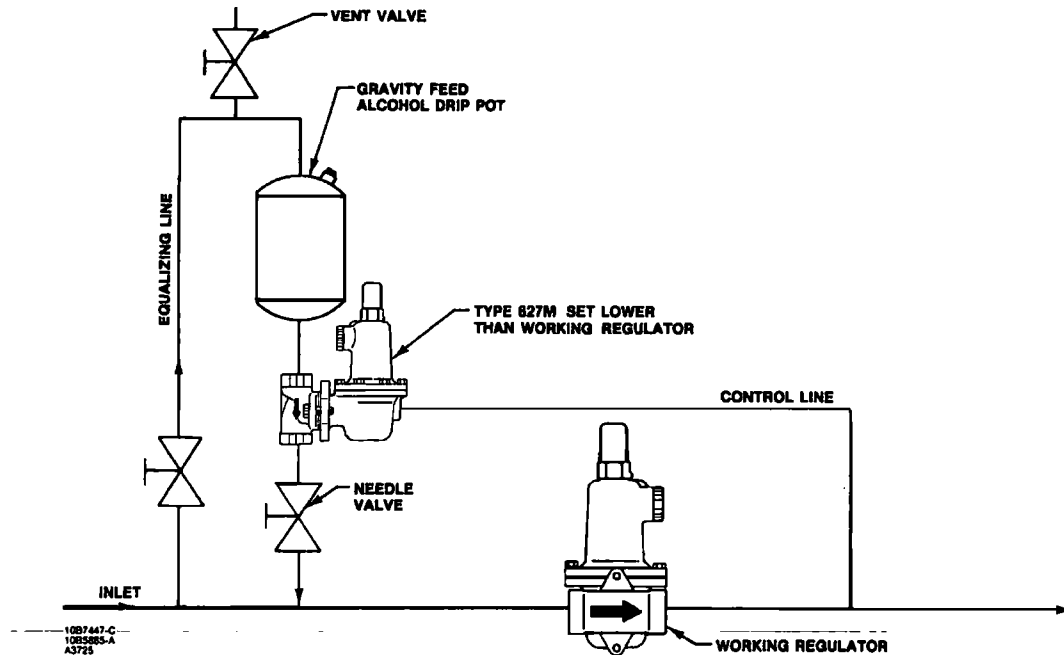 VENT VALVE
GRAVITY FEED
ALCOHOL DRIP POT
EQUALIZING LINE
TYPE 627M SET LOWER
THAN WORKING REGULATOR
CONTROL LINE
NEEDLE
VALVE
INLET
WORKING REGULATOR
10B7447-C
10B5885-A
A3725